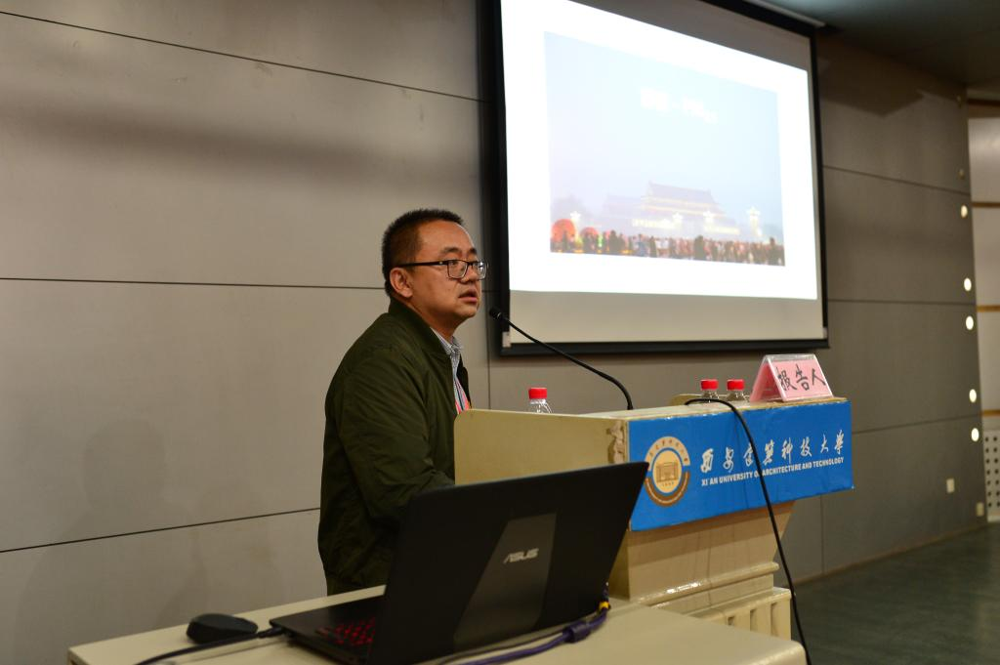 报告人
西安建筑科技大学
XI'AN UNIVERSITY OF ARCHITECTURE AND TECHNOLOGY
ASUS